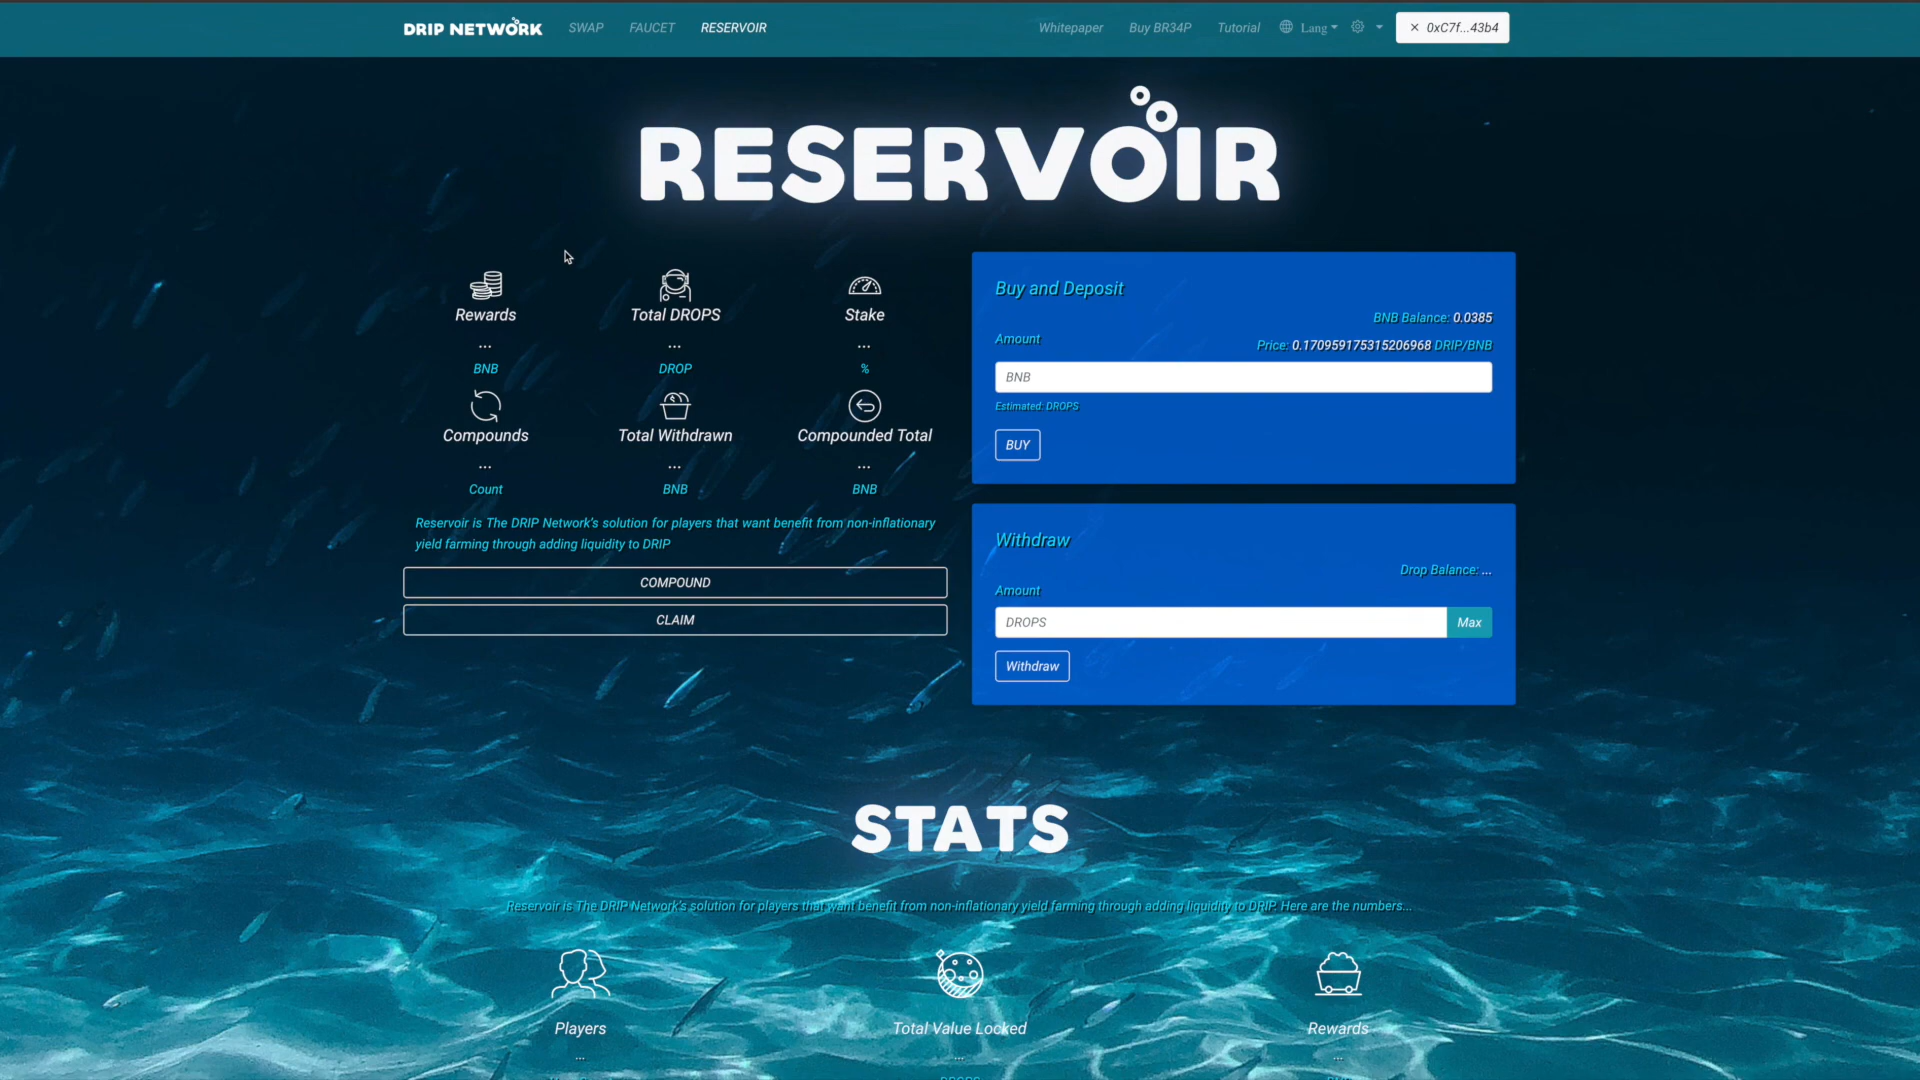 DRIP NETWORK SWAP FAUCET RESERVOIR Whitepaper Buy BR34P Tutorial Lang × 0xC7f...43b4
RESERVOIR
Rewards Total DROPS Stake
... ... ...
BNB DROP %
Compounds Total Withdrawn Compounded Total
... ... ...
Count BNB BNB
Reservoir is The DRIP Network's solution for players that want benefit from non-inflationary
yield farming through adding liquidity to DRIP
COMPOUND
CLAIM
Buy and Deposit
BNB Balance: 0.0385
Amount
Price: 0.170959175315206968 DRIP/BNB
BNB
Estimated: DROPS
BUY
Withdraw
Drop Balance: ...
Amount
DROPS Max
Withdraw
STATS
Reservoir is The DRIP Network's solution for players that want benefit from non-inflationary yield farming through adding liquidity to DRIP. Here are the numbers...
Players Total Value Locked Rewards
... ... ...
DROPS